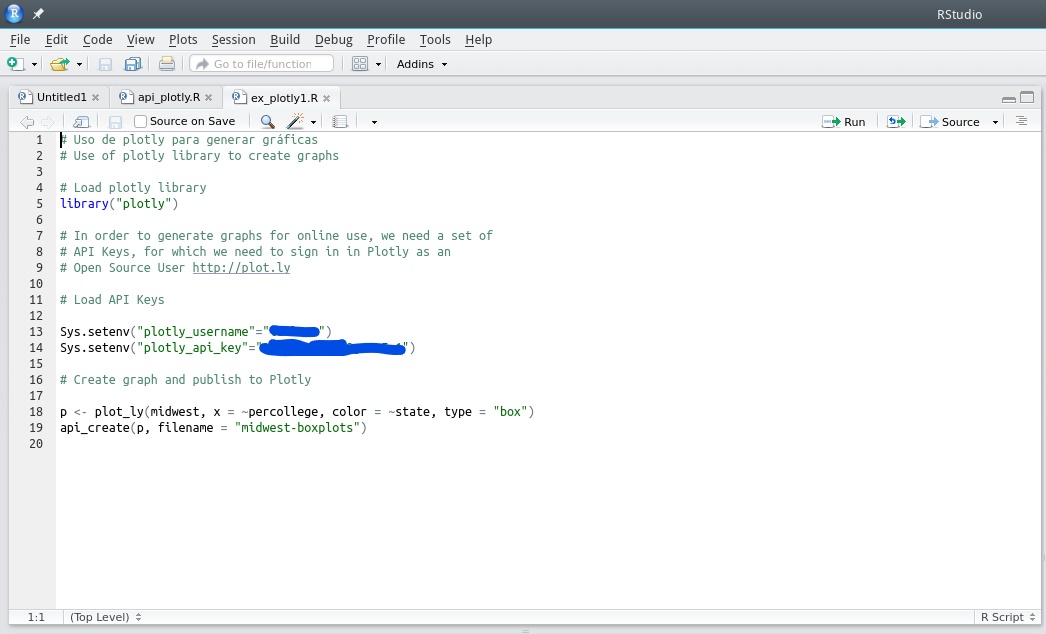 RStudio
File Edit Code View Plots Session Build Debug Profile Tools Help
Go to file/function Addins
Untitled1 api_plotly.R ex_plotly1.R
Source on Save Run Source
1 # Uso de plotly para generar gráficas
2 # Use of plotly library to create graphs
3
4 # Load plotly library
5 library("plotly")
6
7 # In order to generate graphs for online use, we need a set of
8 # API Keys, for which we need to sign in in Plotly as an
9 # Open Source User http://plot.ly
10
11 # Load API Keys
12
13 Sys.setenv("plotly_username"="")
14 Sys.setenv("plotly_api_key"="")
15
16 # Create graph and publish to Plotly
17
18 p <- plot_ly(midwest, x = ~percollege, color = ~state, type = "box")
19 api_create(p, filename = "midwest-boxplots")
20
1:1 (Top Level) R Script